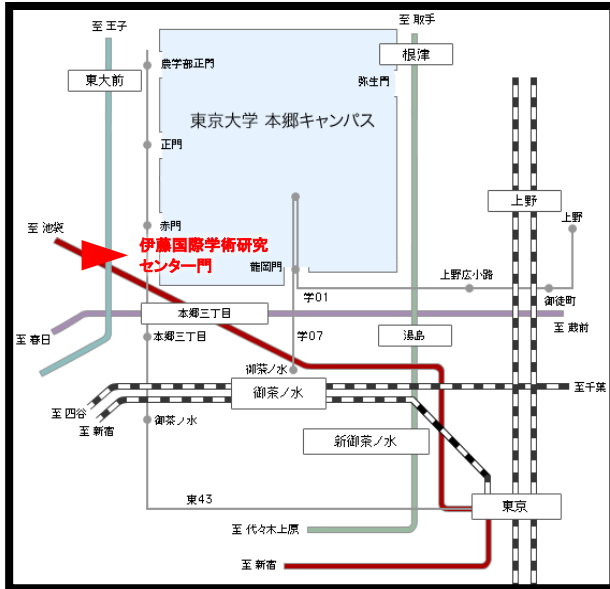 至 王子
至 取手
農学部正門
根津
東大前
弥生門
東京大学 本郷キャンパス
正門
上野
上野
至 池袋
赤門
伊藤国際学術研究
センター門
龍岡門
上野広小路
御徒町
学01
本郷三丁目
至 蔵前
至 春日
本郷三丁目
学07
湯島
御茶ノ水
御茶ノ水
至千葉
至 四谷
至 新宿
御茶ノ水
新御茶ノ水
東43
東京
至 代々木上原
至 新宿